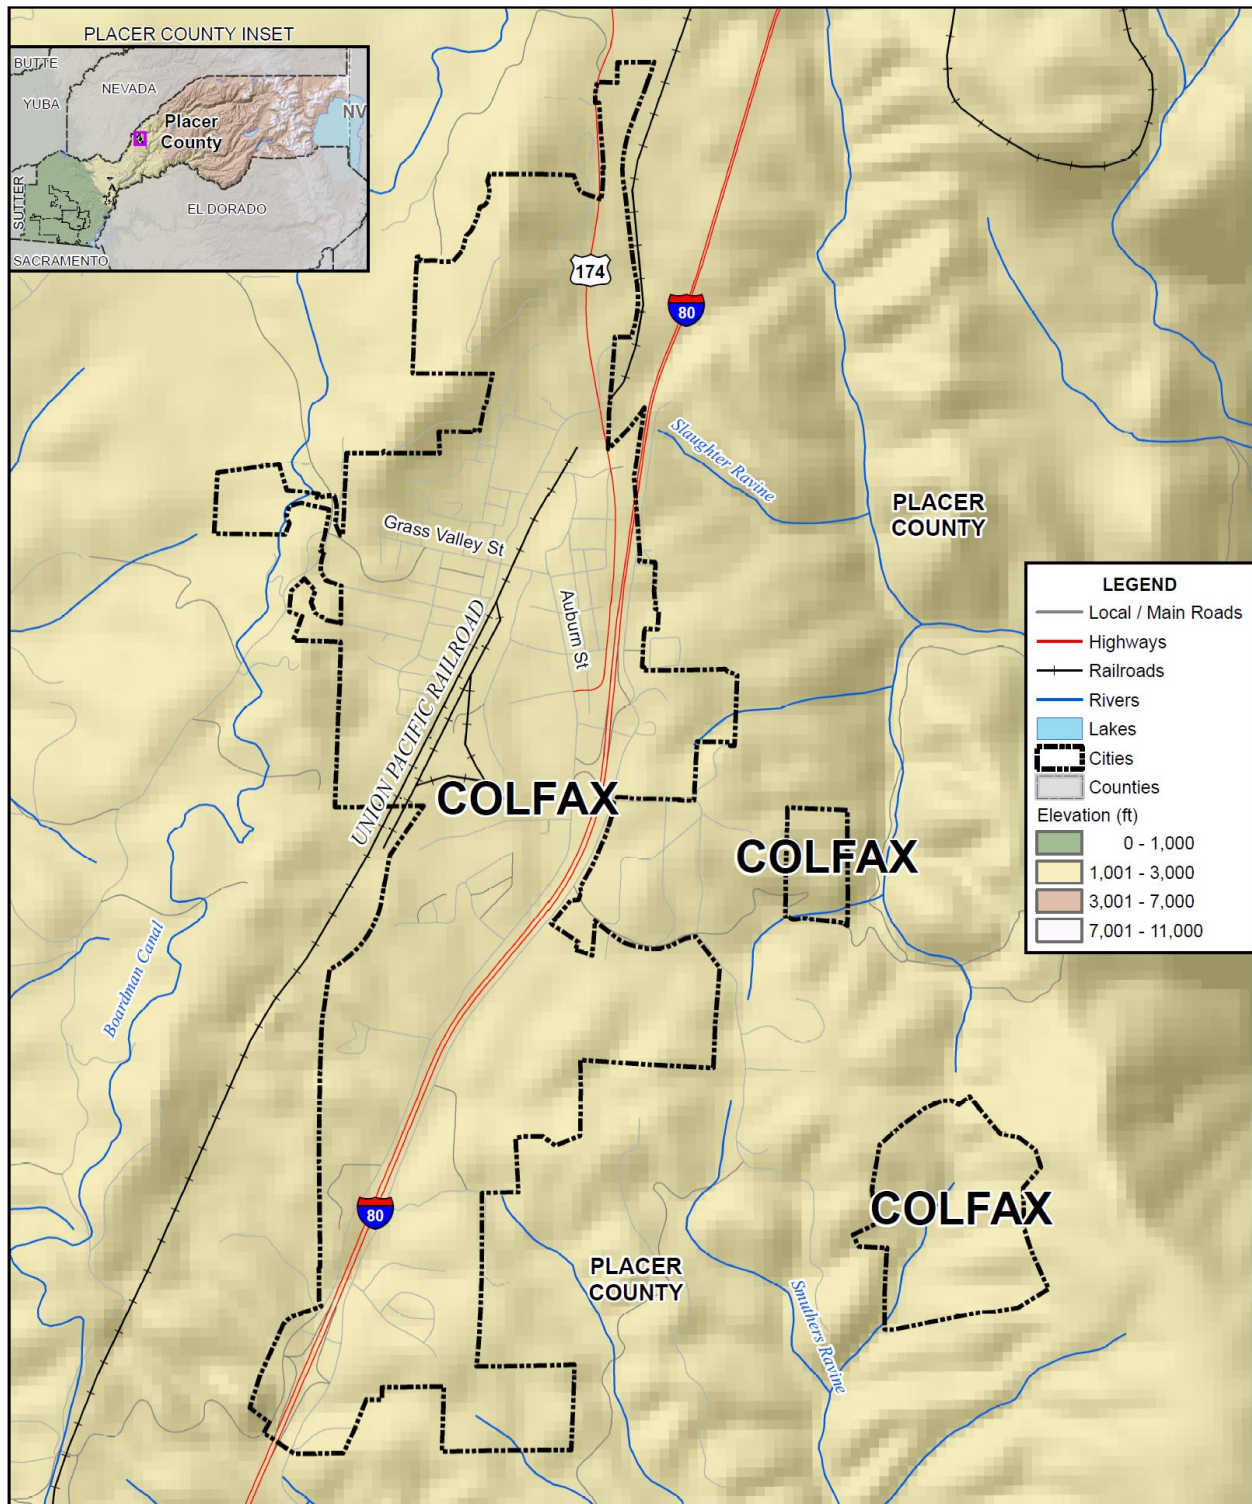 PLACER COUNTY INSET
BUTTE
NEVADA
YUBA
NV
Placer
County
SUTTER
EL DORADO
SACRAMENTO
174
80
Slaughter Ravine
PLACER
COUNTY
Grass Valley St
Auburn St
UNION PACIFIC RAILROAD
LEGEND
Local / Main Roads
Highways
Railroads
Rivers
Lakes
Cities
Counties
Elevation (ft)
0 - 1,000
1,001 - 3,000
3,001 - 7,000
7,001 - 11,000
COLFAX
COLFAX
Boardman Canal
COLFAX
80
PLACER
COUNTY
Smuthers Ravine